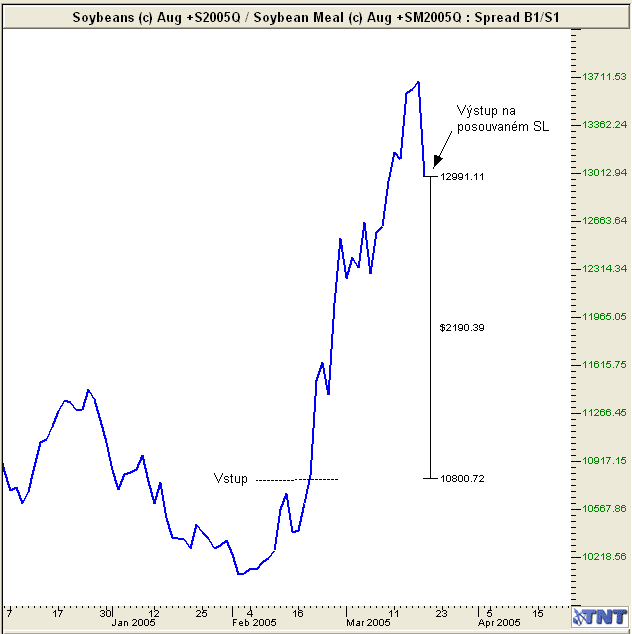 Soybeans (c) Aug +S2005Q / Soybean Meal (c) Aug +SM2005Q : Spread B1/S1
13711.53
Výstup na
posouvaném SL
13362.24
13012.94
12991.11
12663.64
12314.34
$2190.39
11965.05
11615.75
11266.45
10917.15
Vstup
10800.72
10567.86
10218.56
7 17 30 12 25 4 16 11 23 5 15
Jan 2005 Feb 2005 Mar 2005 Apr 2005
TNT